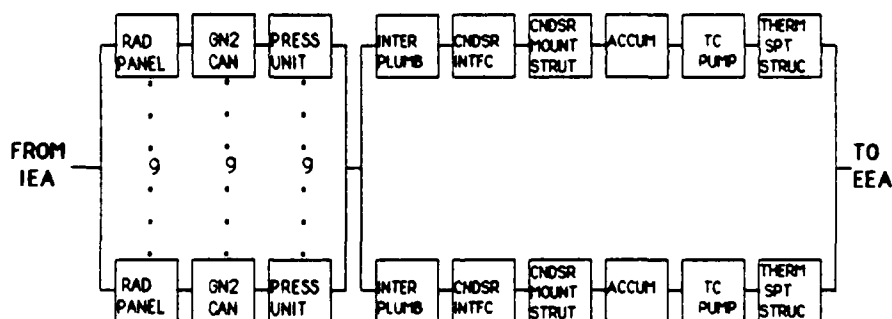 RAD
PANEL
GN2
CAN
PRESS
UNIT
INTER
PLUMB
CNDSR
INTFC
CNDSR
MOUNT
STRUT
ACCUM
TC
PUMP
THERM
SPT
STRUC
FROM
IEA
9
9
9
TO
EEA
RAD
PANEL
GN2
CAN
PRESS
UNIT
INTER
PLUMB
CNDSR
INTFC
CNDSR
MOUNT
STRUT
ACCUM
TC
PUMP
THERM
SPT
STRUC